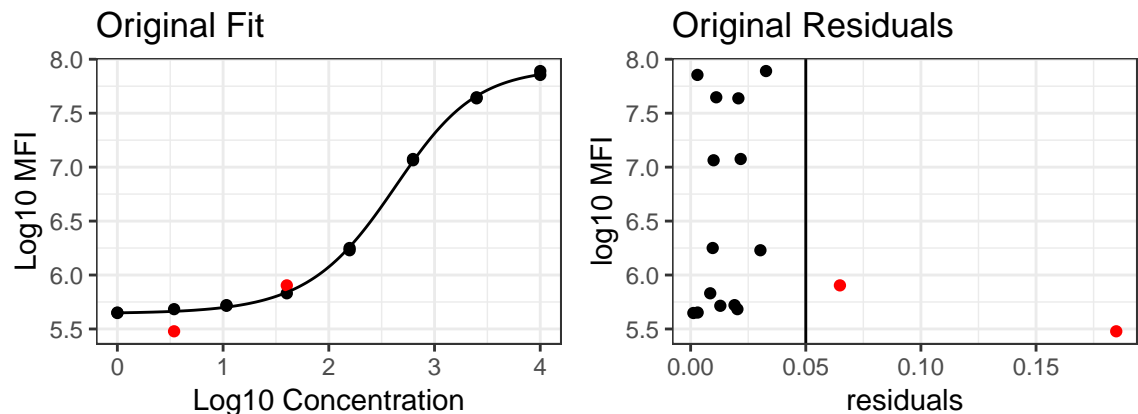 Original Fit
Log10 MFI
8.0
7.5
7.0
6.5
6.0
5.5
0 1 2 3 4
Log10 Concentration
Original Residuals
log10 MFI
8.0
7.5
7.0
6.5
6.0
5.5
0.00 0.05 0.10 0.15
residuals